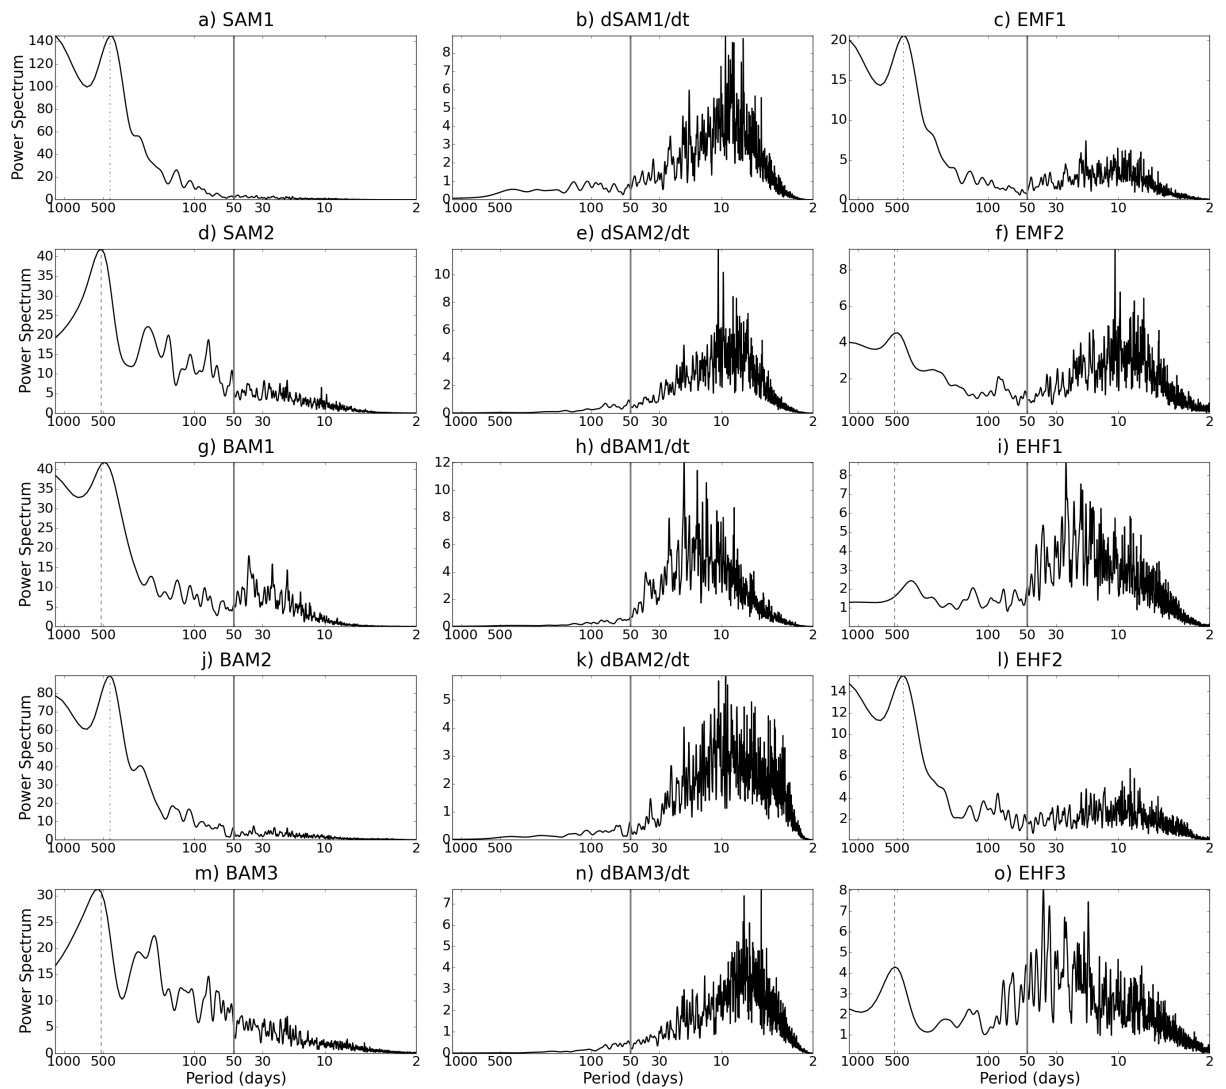 a) SAM1
Power Spectrum
140
120
100
80
60
40
20
0
1000 500 100 50 30 10 2
b) dSAM1/dt
8
7
6
5
4
3
2
1
0
1000 500 100 50 30 10 2
c) EMF1
20
15
10
5
0
1000 500 100 50 30 10 2
d) SAM2
Power Spectrum
40
35
30
25
20
15
10
5
0
1000 500 100 50 30 10 2
e) dSAM2/dt
10
8
6
4
2
0
1000 500 100 50 30 10 2
f) EMF2
8
6
4
2
1000 500 100 50 30 10 2
g) BAM1
Power Spectrum
40
35
30
25
20
15
10
5
0
1000 500 100 50 30 10 2
h) dBAM1/dt
12
10
8
6
4
2
0
1000 500 100 50 30 10 2
i) EHF1
8
7
6
5
4
3
2
1
1000 500 100 50 30 10 2
j) BAM2
Power Spectrum
80
70
60
50
40
30
20
10
0
1000 500 100 50 30 10 2
k) dBAM2/dt
5
4
3
2
1
0
1000 500 100 50 30 10 2
l) EHF2
14
12
10
8
6
4
2
1000 500 100 50 30 10 2
m) BAM3
Power Spectrum
30
25
20
15
10
5
0
1000 500 100 50 30 10 2
Period (days)
n) dBAM3/dt
7
6
5
4
3
2
1
0
1000 500 100 50 30 10 2
Period (days)
o) EHF3
8
7
6
5
4
3
2
1
1000 500 100 50 30 10 2
Period (days)